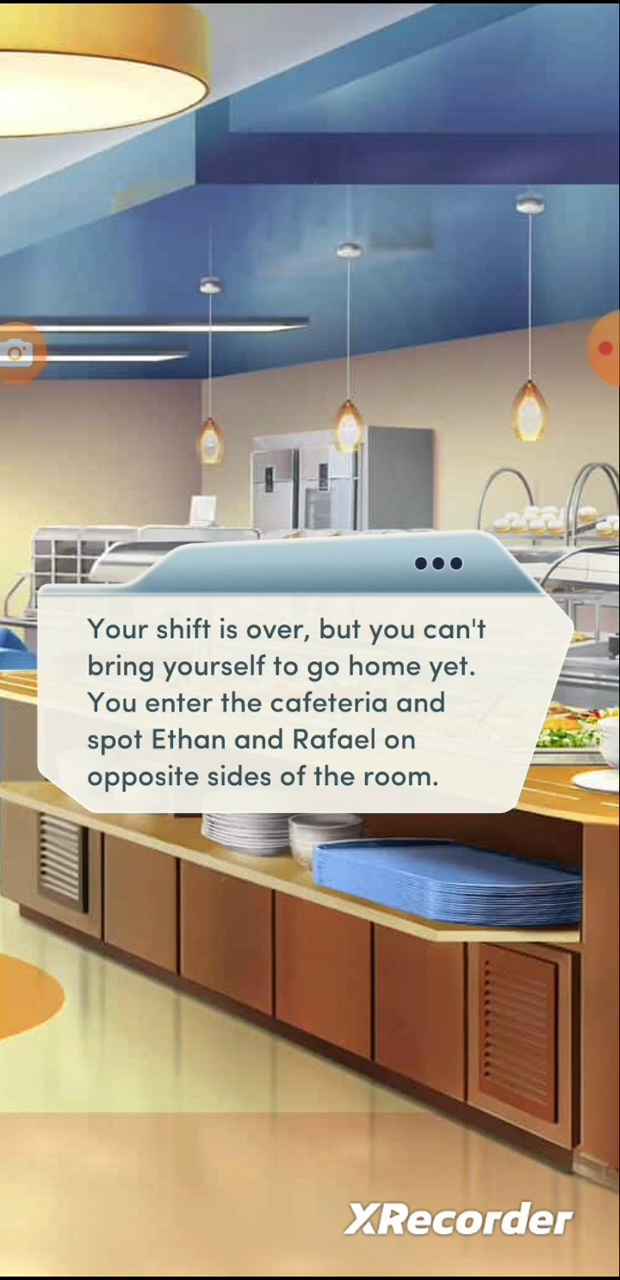 Your shift is over, but you can't
bring yourself to go home yet.
You enter the cafeteria and
spot Ethan and Rafael on
opposite sides of the room.
XRecorder